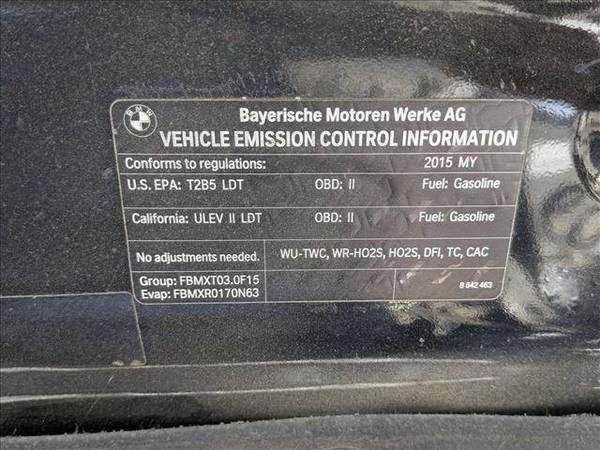 BMW
Bayerische Motoren Werke AG
VEHICLE EMISSION CONTROL INFORMATION
Conforms to regulations: 2015 MY
U.S. EPA: T2B5 LDT OBD: II Fuel: Gasoline
California: ULEV II LDT OBD: II Fuel: Gasoline
No adjustments needed. WU-TWC, WR-HO2S, HO2S, DFI, TC, CAC
Group: FBMXT03.0F15
Evap: FBMXR0170N63 8 642 463